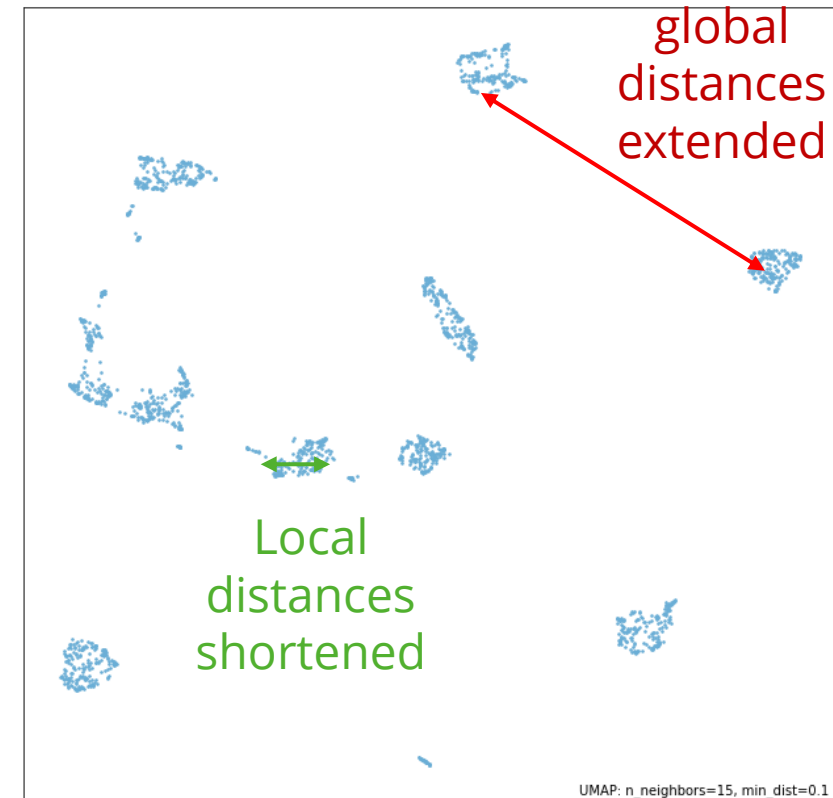 global
distances
extended
Local
distances
shortened
UMAP: n_neighbors=15, min_dist=0.1